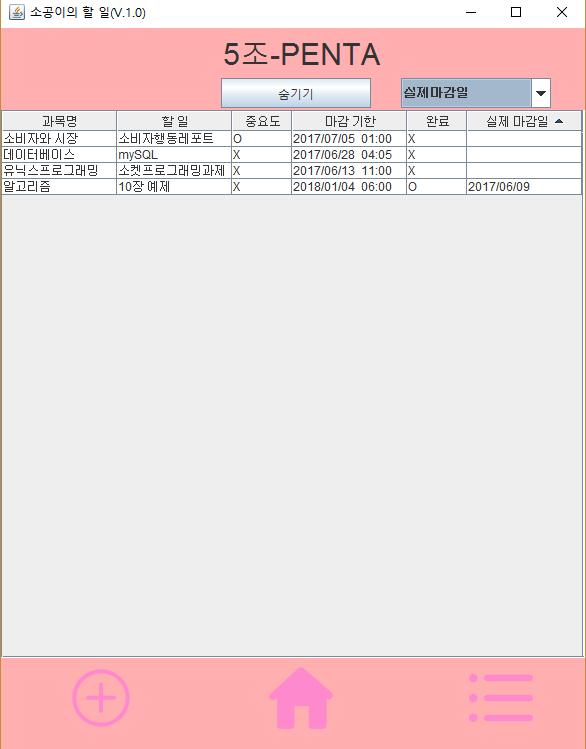 소공이의 할 일(V.1.0)
5조-PENTA
숨기기 실제마감일
과목명 할 일 중요도 마감 기한 완료 실제 마감일
소비자와 시장 소비자행동레포트 O 2017/07/05 01:00 X
데이터베이스 mySQL X 2017/06/28 04:05 X
유닉스프로그래밍 소켓프로그래밍과제 X 2017/06/13 11:00 X
알고리즘 10장 예제 X 2018/01/04 06:00 O 2017/06/09